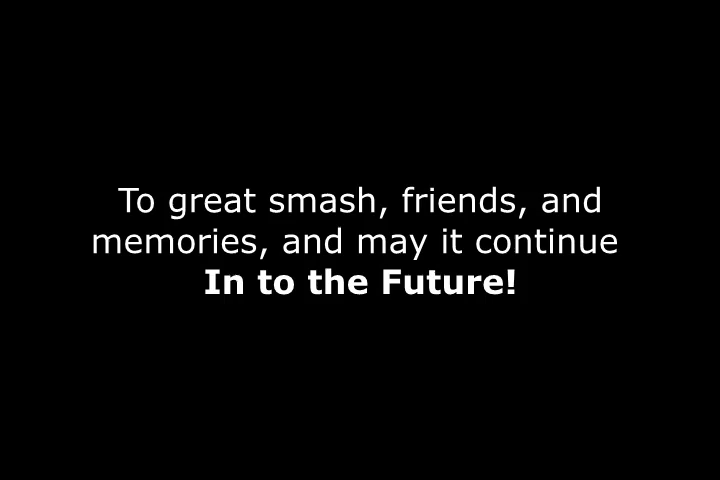 To great smash, friends, and
memories, and may it continue
In to the Future!